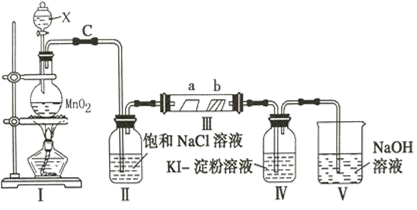 X
C
MnO₂
a b
Ⅲ
饱和 NaCl 溶液
KI- 淀粉溶液
NaOH
溶液
Ⅰ Ⅱ Ⅳ Ⅴ